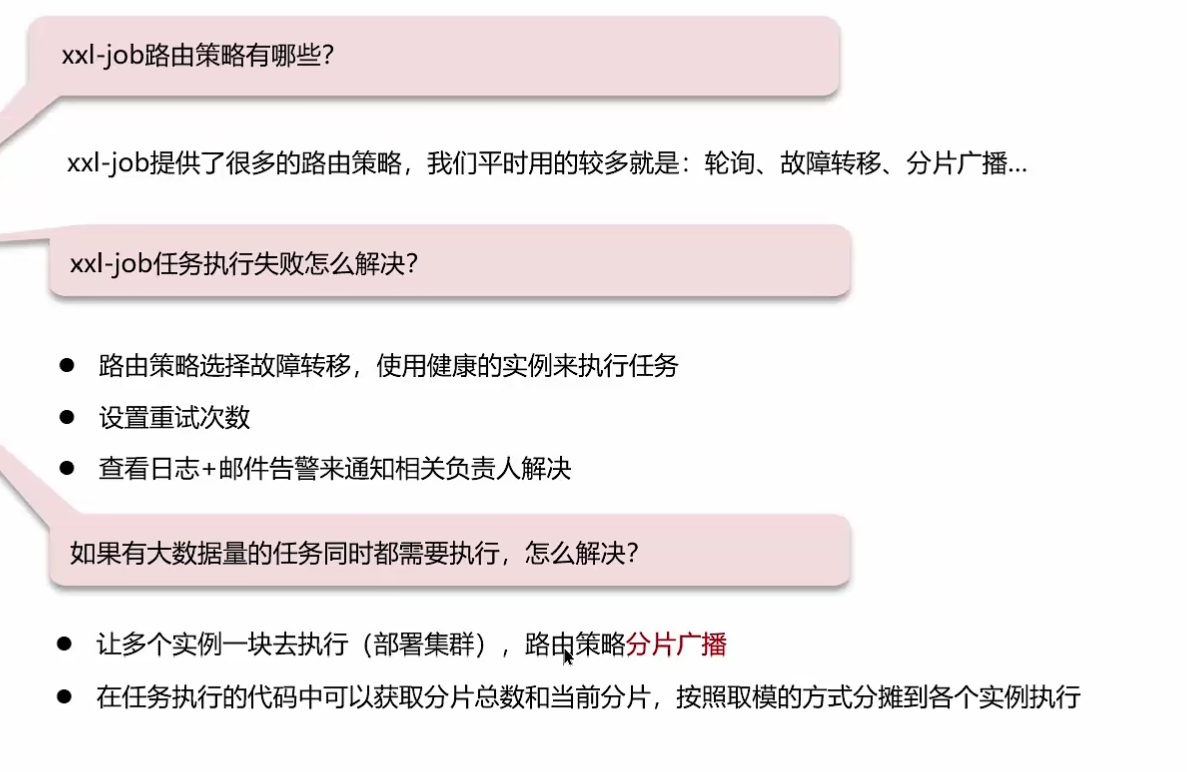 xxl-job路由策略有哪些？
xxl-job提供了很多的路由策略，我们平时用的较多就是：轮询、故障转移、分片广播…
xxl-job任务执行失败怎么解决？
● 路由策略选择故障转移，使用健康的实例来执行任务
● 设置重试次数
● 查看日志+邮件告警来通知相关负责人解决
如果有大数据量的任务同时都需要执行，怎么解决？
● 让多个实例一块去执行（部署集群），路由策略分片广播
● 在任务执行的代码中可以获取分片总数和当前分片，按照取模的方式分摊到各个实例执行